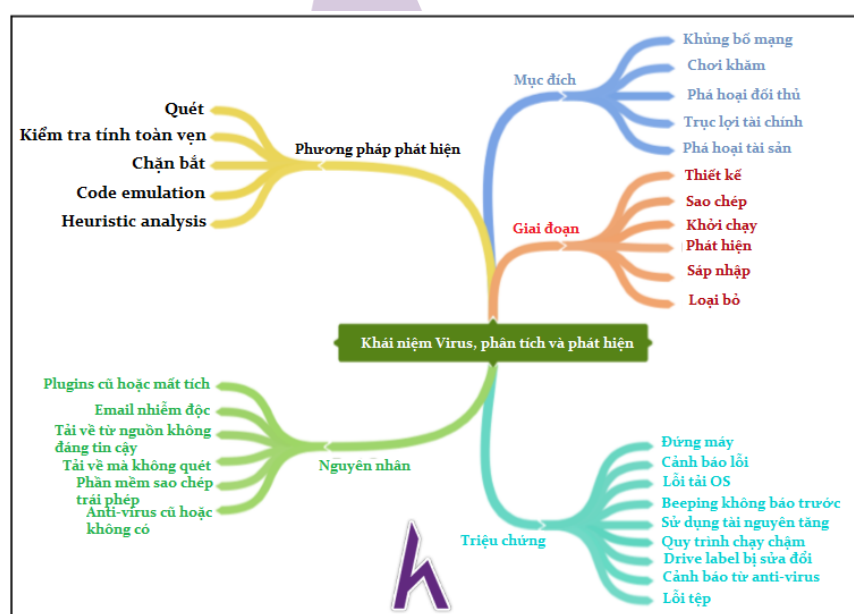 Phương pháp phát hiện
Quét
Kiểm tra tính toàn vẹn
Chặn bắt
Code emulation
Heuristic analysis
Mục đích
Khủng bố mạng
Chơi khăm
Phá hoại đối thủ
Trục lợi tài chính
Phá hoại tài sản
Giai đoạn
Thiết kế
Sao chép
Khởi chạy
Phát hiện
Sáp nhập
Loại bỏ
Khái niệm Virus, phân tích và phát hiện
Nguyên nhân
Plugins cũ hoặc mất tích
Email nhiễm độc
Tải về từ nguồn không
đáng tin cậy
Tải về mà không quét
Phần mềm sao chép
trái phép
Anti-virus cũ hoặc
không có
Triệu chứng
Đứng máy
Cảnh báo lỗi
Lỗi tải OS
Beeping không báo trước
Sử dụng tài nguyên tăng
Quy trình chạy chậm
Drive label bị sửa đổi
Cảnh báo từ anti-virus
Lỗi tệp